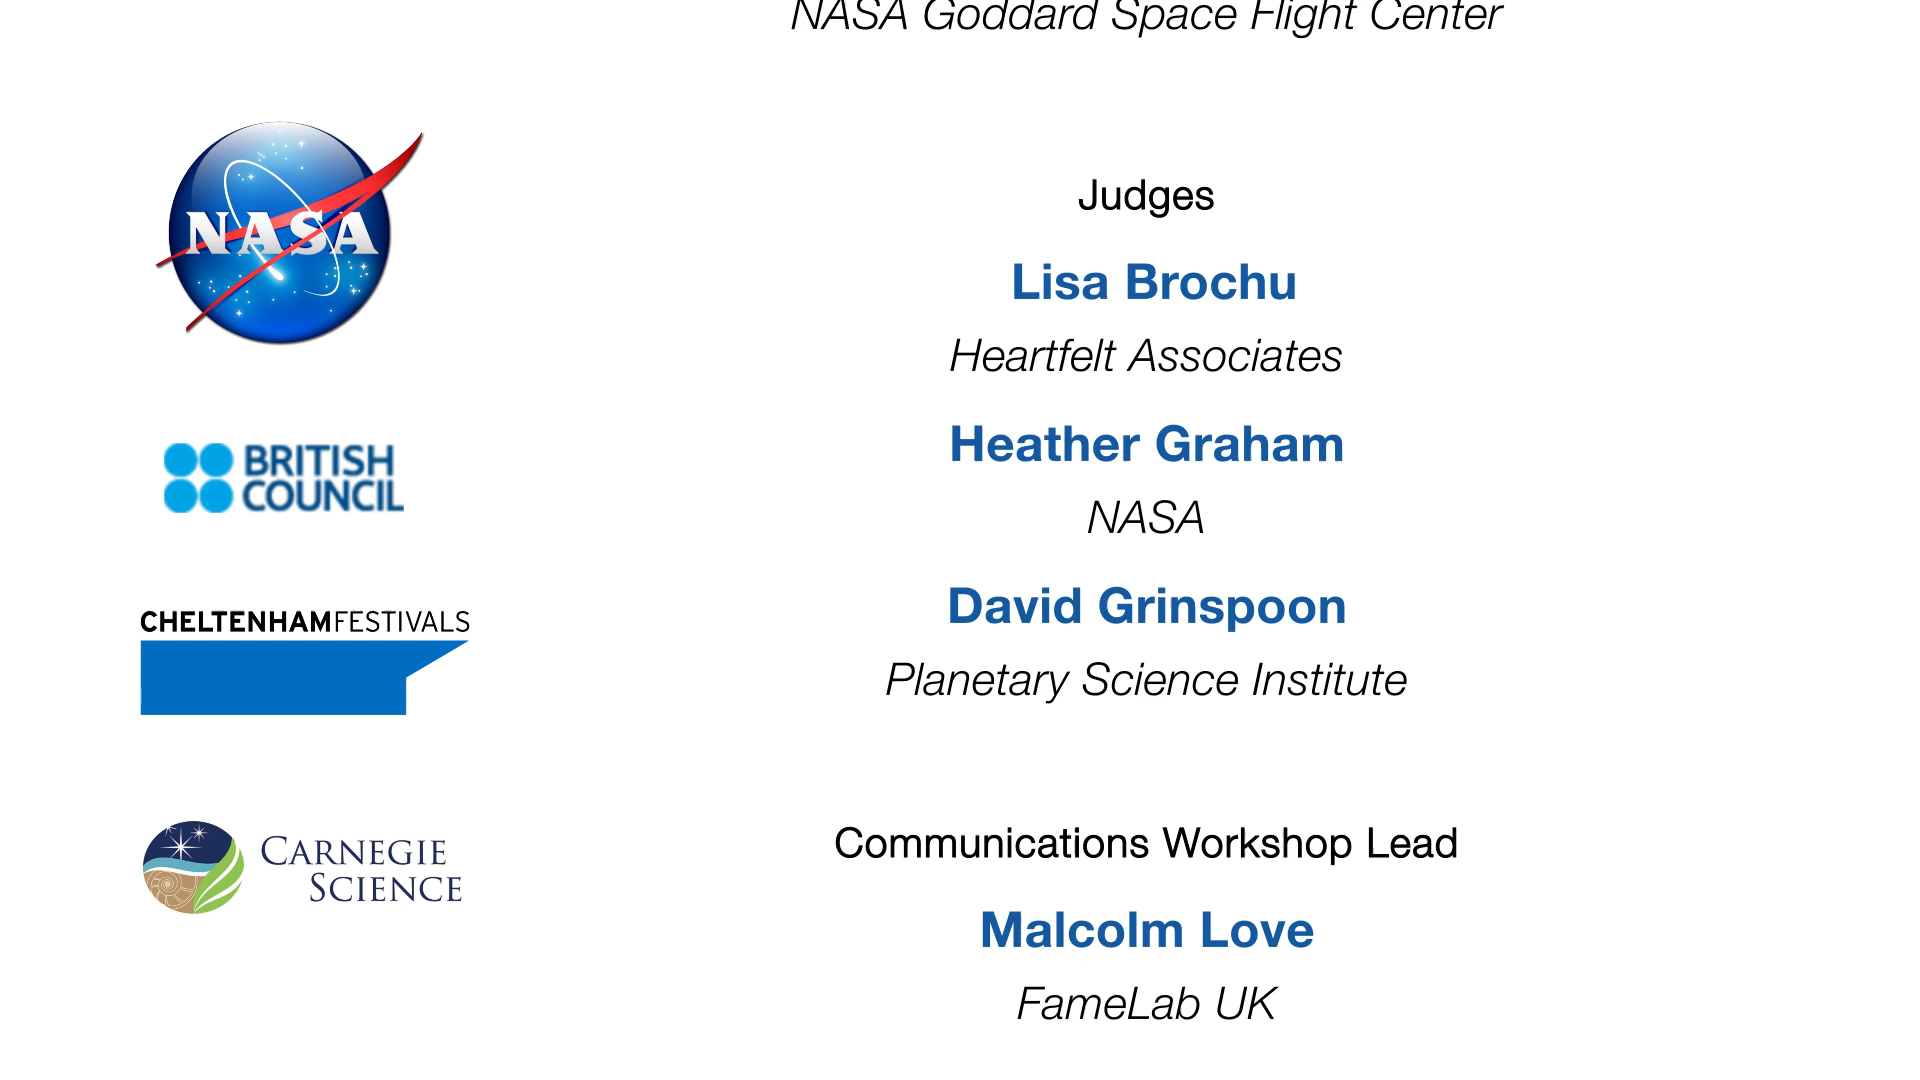 NASA Goddard Space Flight Center
NASA
Judges
Lisa Brochu
Heartfelt Associates
BRITISH
COUNCIL
Heather Graham
NASA
CHELTENHAMFESTIVALS
David Grinspoon
Planetary Science Institute
CARNEGIE
SCIENCE
Communications Workshop Lead
Malcolm Love
FameLab UK